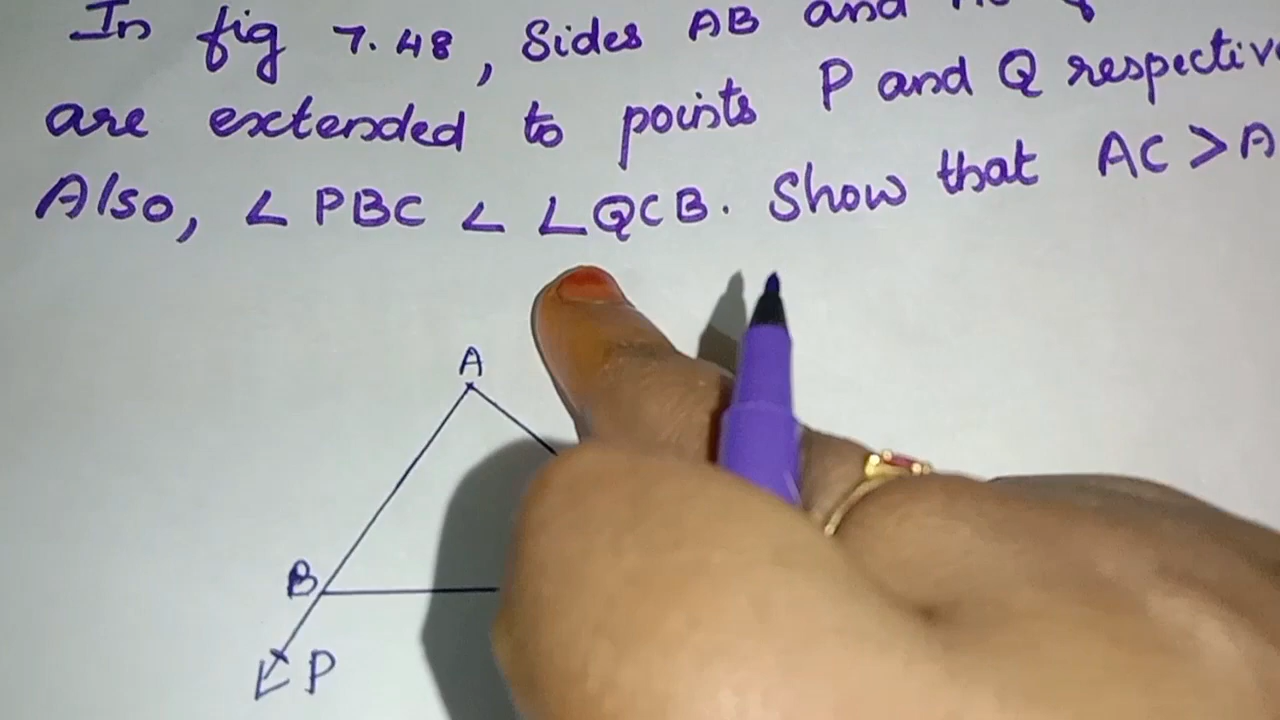 In fig 7.48, Sides AB and
are extended to points P and Q respectiv
Also, ∠ PBC < ∠QCB. Show that AC > A
A
B
P